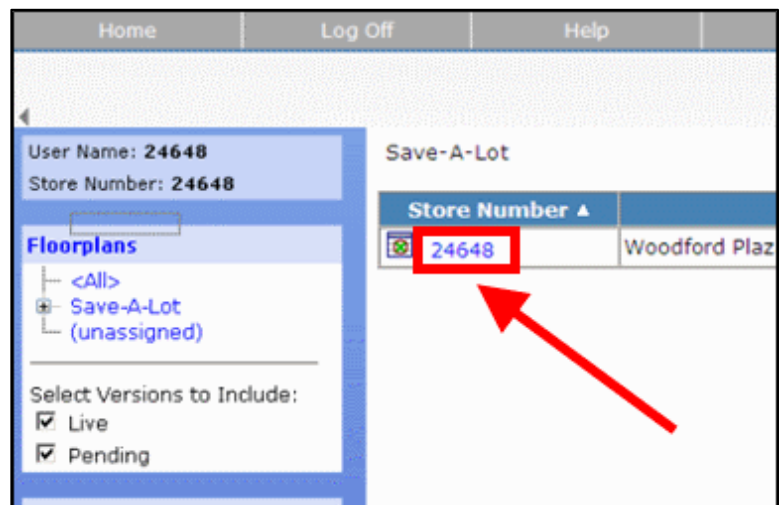 Home Log Off Help
User Name: 24648
Store Number: 24648
Floorplans
<All>
Save-A-Lot
(unassigned)
Select Versions to Include:
Live
Pending
Save-A-Lot
Store Number
24648 Woodford Plaz